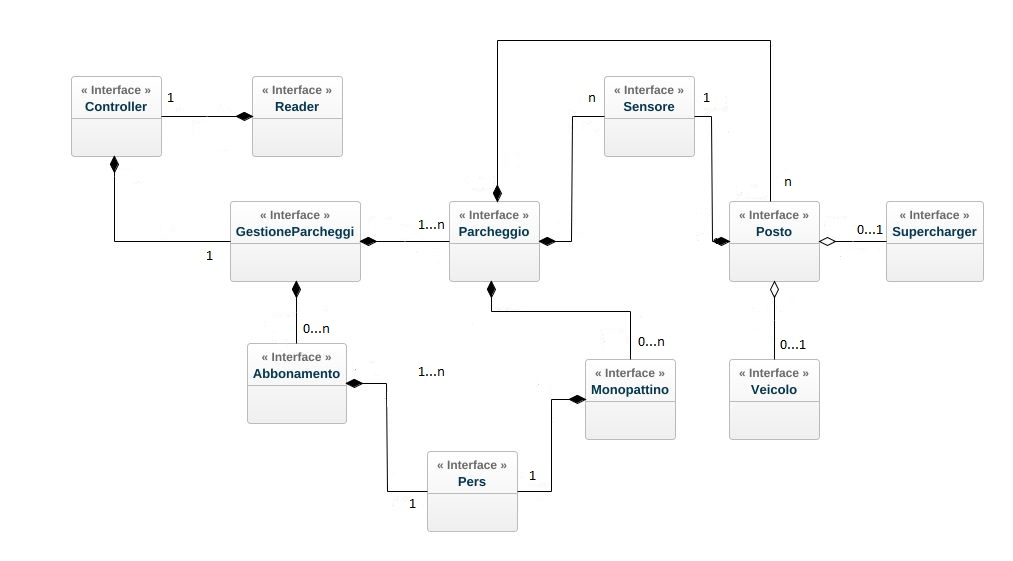 « Interface »
Controller
1
« Interface »
Reader
n
« Interface »
Sensore
1
n
« Interface »
GestioneParcheggi
1
1...n
« Interface »
Parcheggio
« Interface »
Posto
0...1
« Interface »
Supercharger
0...n
« Interface »
Abbonamento
1...n
0...n
« Interface »
Monopattino
0...1
« Interface »
Veicolo
« Interface »
Pers
1
1